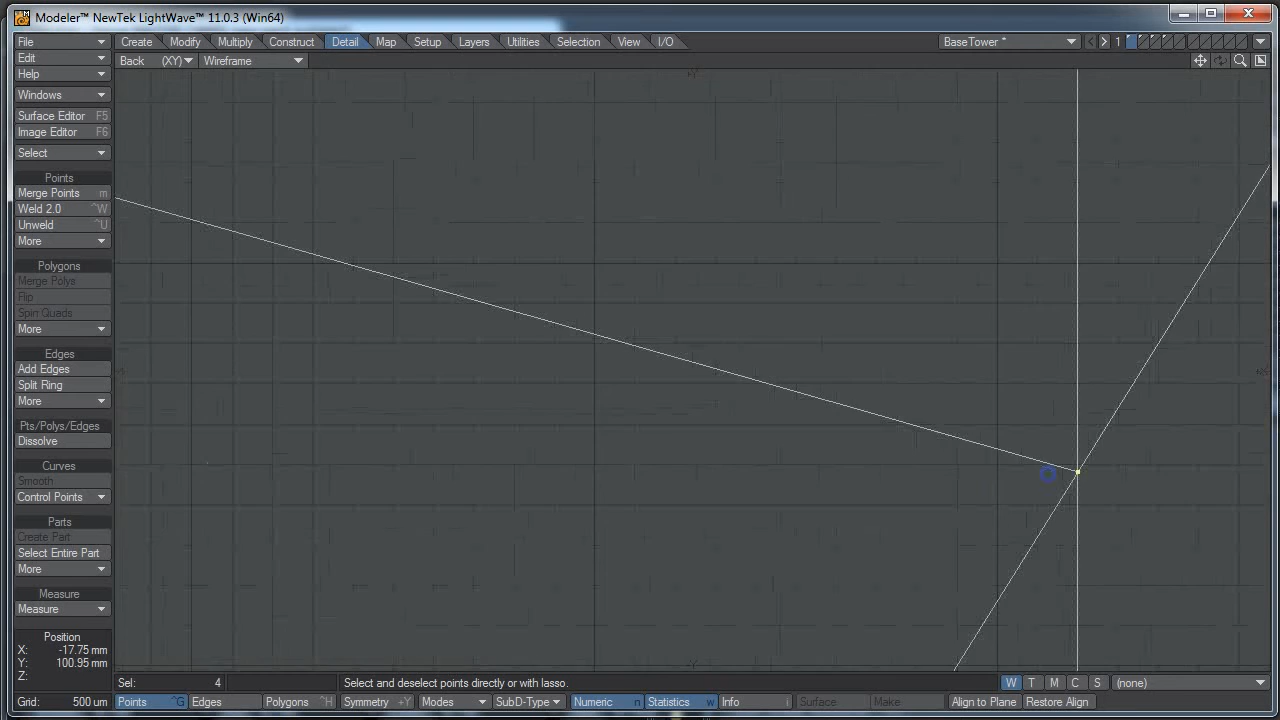 Modeler™ NewTek LightWave™ 11.0.3 (Win64)
File Create Modify Multiply Construct Detail Map Setup Layers Utilities Selection View I/O BaseTower * 1
Edit Back (XY) Wireframe
Help
Windows
Surface Editor F5
Image Editor F6
Select
Points
Merge Points m
Weld 2.0 ^W
Unweld ^U
More
Polygons
Merge Polys
Flip
Spin Quads
More
Edges
Add Edges
Split Ring
More
Pts/Polys/Edges
Dissolve
Curves
Smooth
Control Points
Parts
Create Part
Select Entire Part
More
Measure
Measure
Position
X: -17.75 mm
Y: 100.95 mm
Z:
Sel: 4 Select and deselect points directly or with lasso. W T M C S (none)
Grid: 500 um Points ^G Edges Polygons ^H Symmetry +Y Modes SubD-Type Numeric n Statistics w Info i Surface Make Align to Plane Restore Align